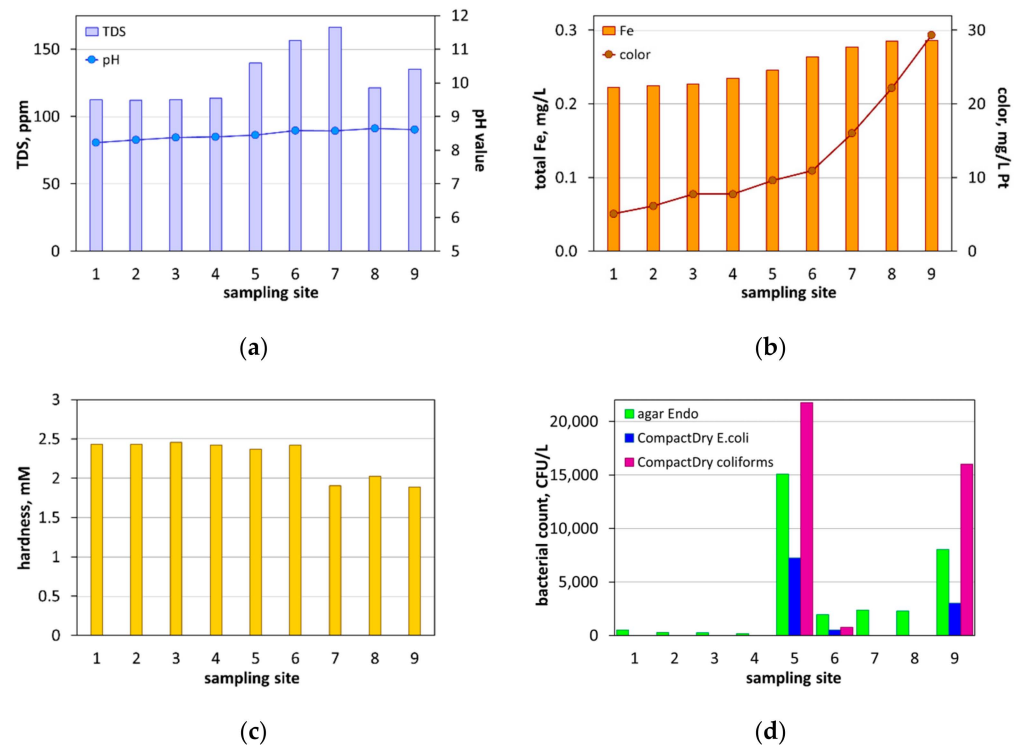 TDS
pH
150
100
50
0
TDS, ppm
12
11
10
9
8
7
6
5
pH value
1 2 3 4 5 6 7 8 9
sampling site
(a)
Fe
color
0.3
0.2
0.1
0.0
total Fe, mg/L
30
20
10
0
color, mg/L Pt
1 2 3 4 5 6 7 8 9
sampling site
(b)
3
2.5
2
1.5
1
0.5
0
hardness, mM
1 2 3 4 5 6 7 8 9
sampling site
(c)
agar Endo
CompactDry E.coli
CompactDry coliforms
20,000
15,000
10,000
5,000
0
bacterial count, CFU/L
1 2 3 4 5 6 7 8 9
sampling site
(d)